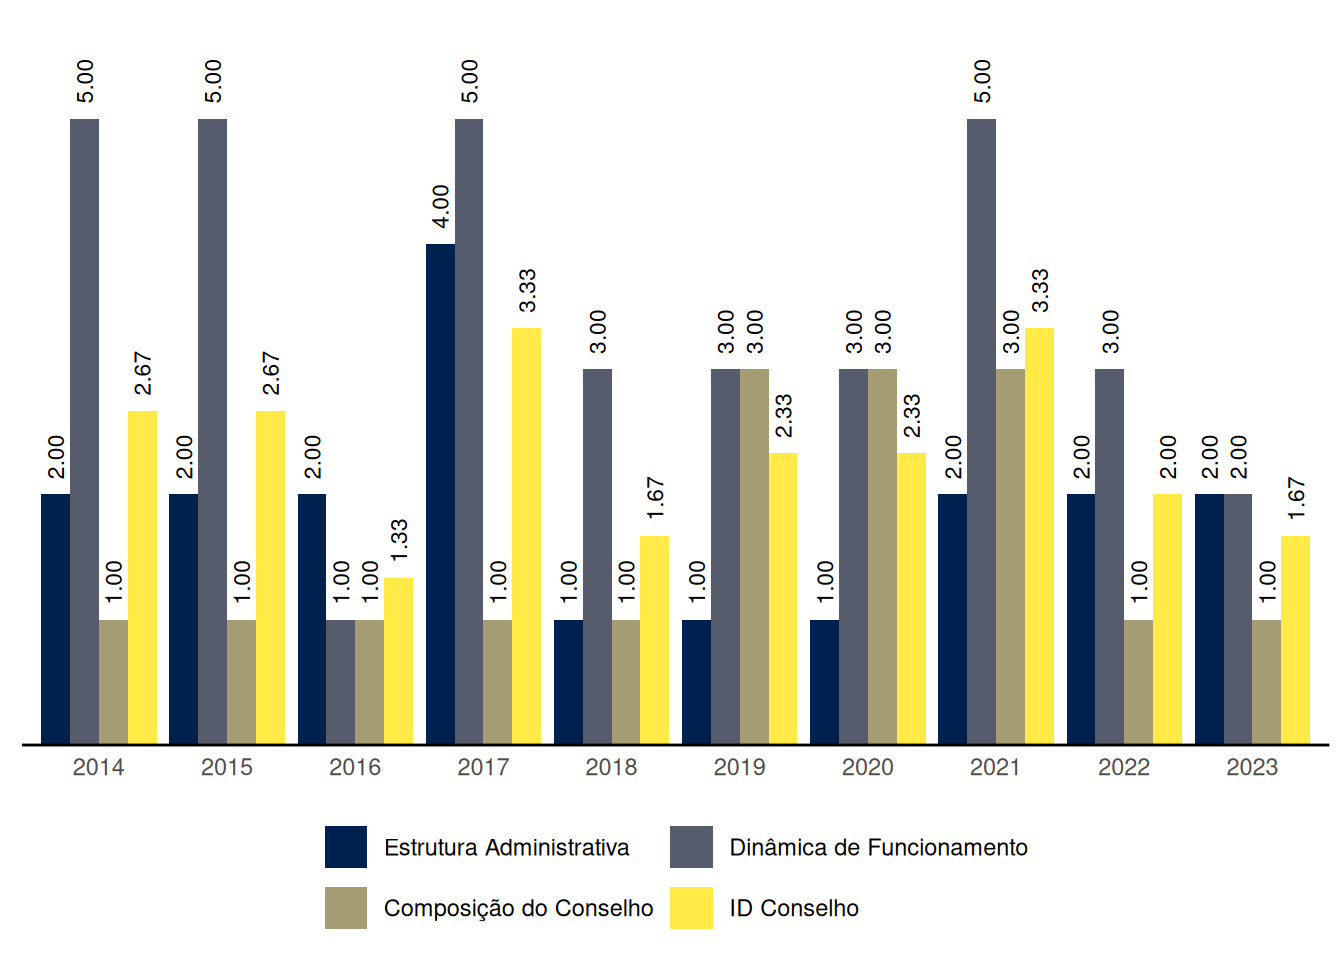 5.00 5.00 5.00 5.00
4.00
3.33 3.33
3.00 3.00 3.00 3.00 3.00 3.00 3.00
2.67 2.67
2.33 2.33
2.00 2.00 2.00 2.00 2.00 2.00 2.00 2.00
1.67 1.67
1.33
1.00 1.00 1.00 1.00 1.00 1.00 1.00 1.00 1.00 1.00 1.00
2014 2015 2016 2017 2018 2019 2020 2021 2022 2023
Estrutura Administrativa Dinâmica de Funcionamento
Composição do Conselho ID Conselho